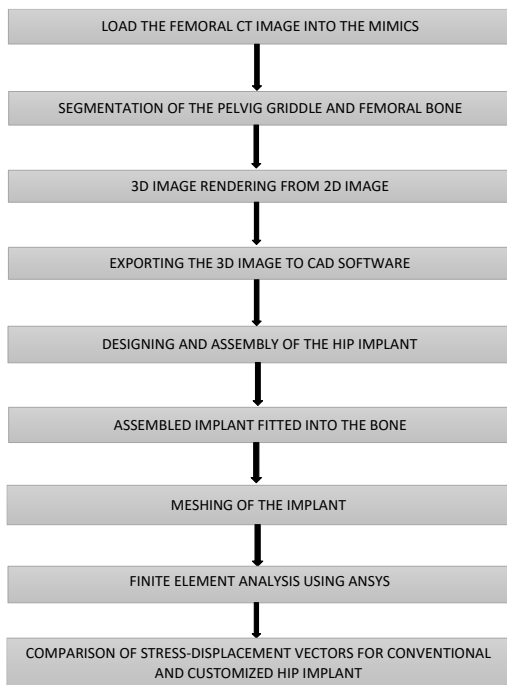 LOAD THE FEMORAL CT IMAGE INTO THE MIMICS
SEGMENTATION OF THE PELVIG GRIDDLE AND FEMORAL BONE
3D IMAGE RENDERING FROM 2D IMAGE
EXPORTING THE 3D IMAGE TO CAD SOFTWARE
DESIGNING AND ASSEMBLY OF THE HIP IMPLANT
ASSEMBLED IMPLANT FITTED INTO THE BONE
MESHING OF THE IMPLANT
FINITE ELEMENT ANALYSIS USING ANSYS
COMPARISON OF STRESS-DISPLACEMENT VECTORS FOR CONVENTIONAL
AND CUSTOMIZED HIP IMPLANT